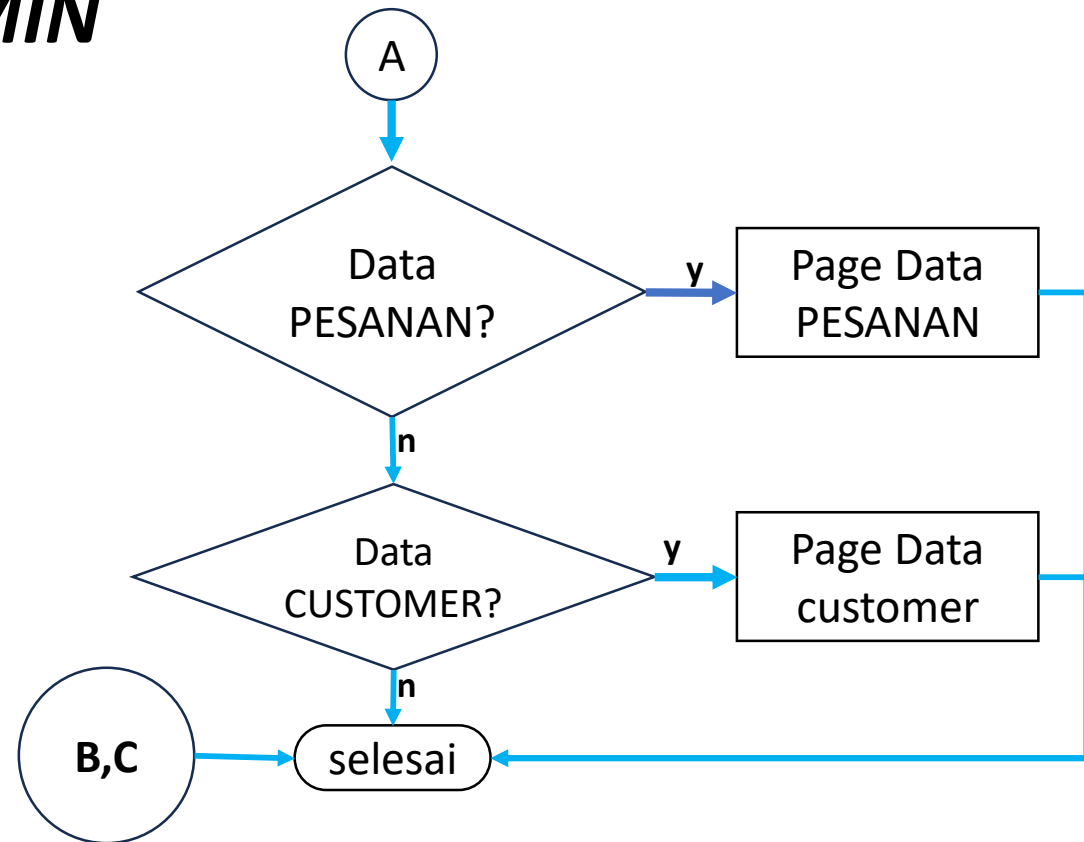 MIN
A
Data
PESANAN?
y
Page Data
PESANAN
n
Data
CUSTOMER?
y
Page Data
customer
n
B,C
selesai